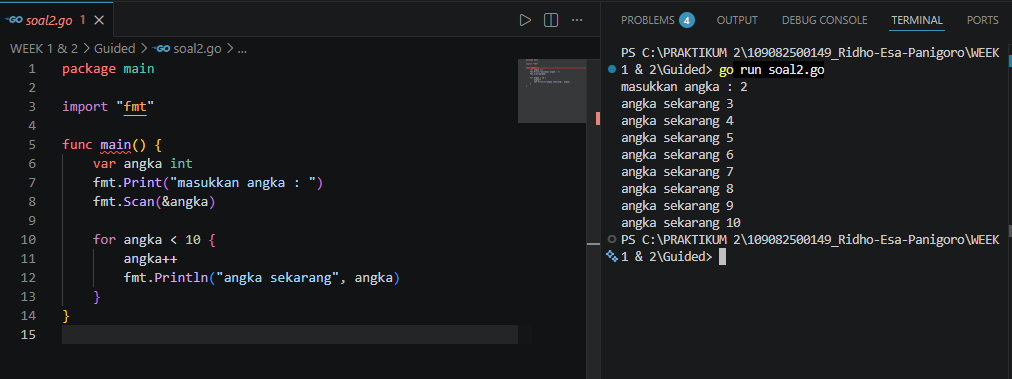 GO soal2.go 1
WEEK 1 & 2 > Guided > GO soal2.go > ...
1 package main
2
3 import "fmt"
4
5 func main() {
6 var angka int
7 fmt.Print("masukkan angka : ")
8 fmt.Scan(&angka)
9
10 for angka < 10 {
11 angka++
12 fmt.Println("angka sekarang", angka)
13 }
14 }
15
PROBLEMS 4 OUTPUT DEBUG CONSOLE TERMINAL PORTS
PS C:\PRAKTIKUM 2\109082500149_Ridho-Esa-Panigoro\WEEK
1 & 2\Guided> go run soal2.go
masukkan angka : 2
angka sekarang 3
angka sekarang 4
angka sekarang 5
angka sekarang 6
angka sekarang 7
angka sekarang 8
angka sekarang 9
angka sekarang 10
PS C:\PRAKTIKUM 2\109082500149_Ridho-Esa-Panigoro\WEEK
1 & 2\Guided>